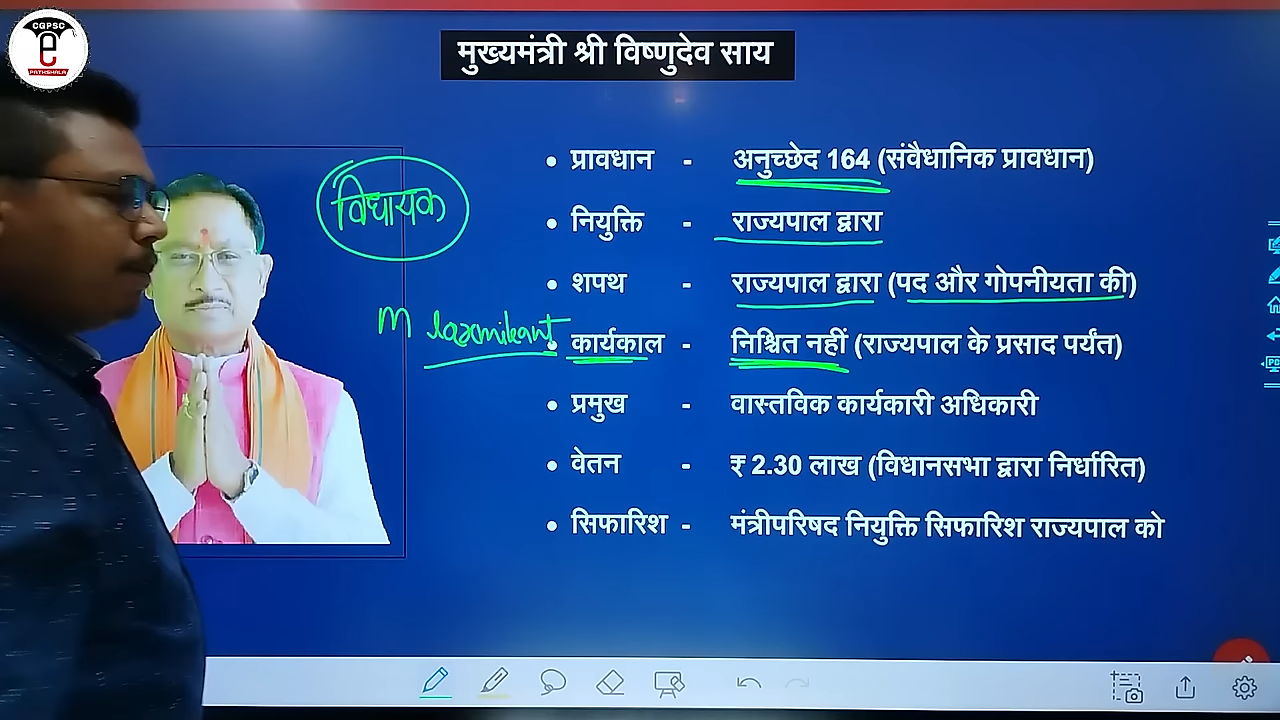 CGPSC
e
PATHSHALA
मुख्यमंत्री श्री विष्णुदेव साय
विधायक
M laxmikant
• प्रावधान - अनुच्छेद 164 (संवैधानिक प्रावधान)
• नियुक्ति - राज्यपाल द्वारा
• शपथ - राज्यपाल द्वारा (पद और गोपनीयता की)
• कार्यकाल - निश्चित नहीं (राज्यपाल के प्रसाद पर्यंत)
• प्रमुख - वास्तविक कार्यकारी अधिकारी
• वेतन - ₹ 2.30 लाख (विधानसभा द्वारा निर्धारित)
• सिफारिश - मंत्रीपरिषद नियुक्ति सिफारिश राज्यपाल को